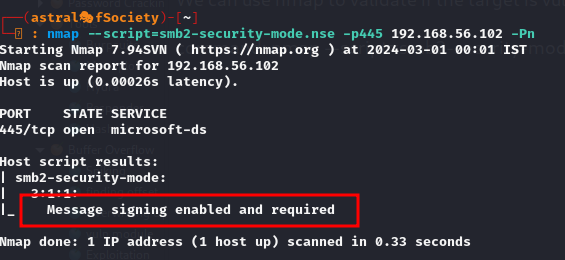 (astral🎭fSociety)-[~]
: nmap --script=smb2-security-mode.nse -p445 192.168.56.102 -Pn
Starting Nmap 7.94SVN ( https://nmap.org ) at 2024-03-01 00:01 IST
Nmap scan report for 192.168.56.102
Host is up (0.00026s latency).
PORT    STATE SERVICE
445/tcp open  microsoft-ds
Host script results:
| smb2-security-mode:
|   3:1:1:
|_    Message signing enabled and required
Nmap done: 1 IP address (1 host up) scanned in 0.33 seconds